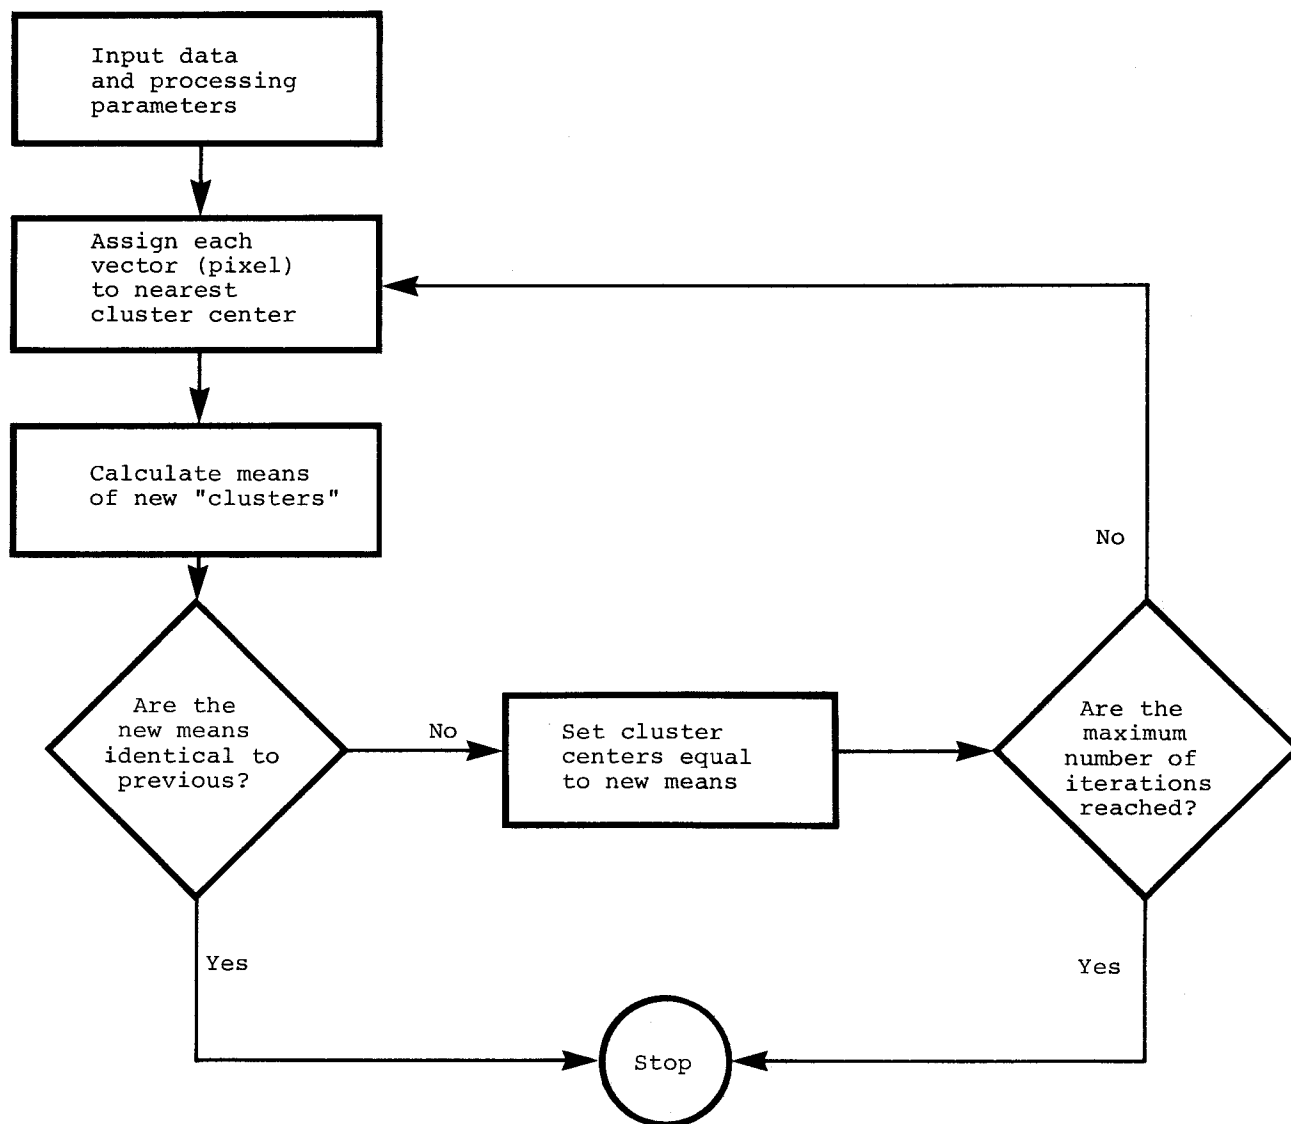 Input data
and processing
parameters
Assign each
vector (pixel)
to nearest
cluster center
Calculate means
of new "clusters"
No
Are the
new means
identical to
previous?
No
Set cluster
centers equal
to new means
Are the
maximum
number of
iterations
reached?
Yes
Yes
Stop